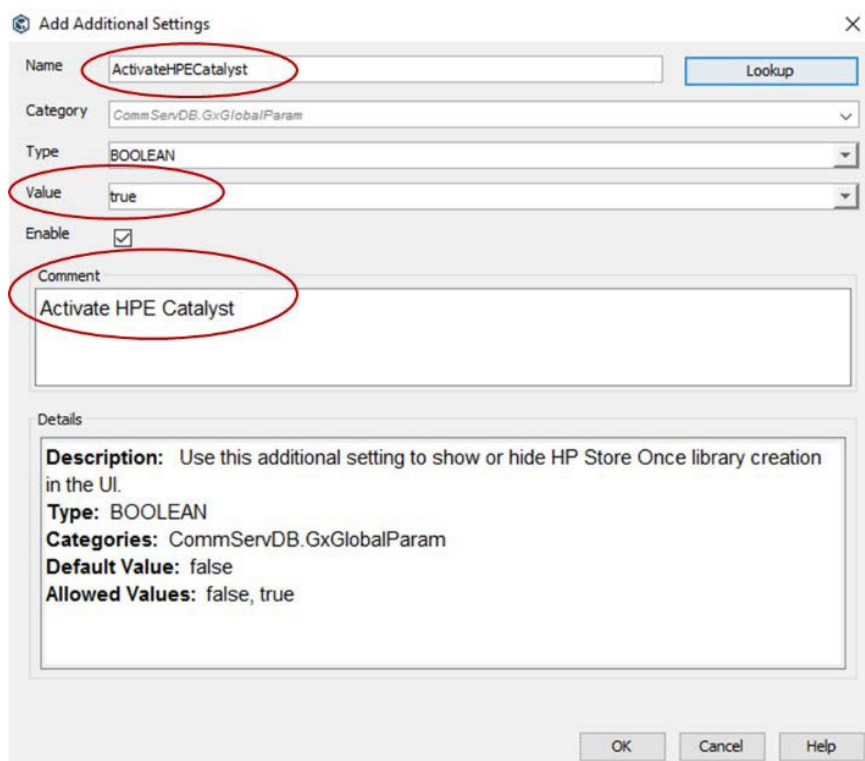 Add Additional Settings
Name ActivateHPECatalyst Lookup
Category CommServDB.GxGlobalParam
Type BOOLEAN
Value true
Enable
Comment
Activate HPE Catalyst
Details
Description: Use this additional setting to show or hide HP Store Once library creation
in the UI.
Type: BOOLEAN
Categories: CommServDB.GxGlobalParam
Default Value: false
Allowed Values: false, true
OK Cancel Help